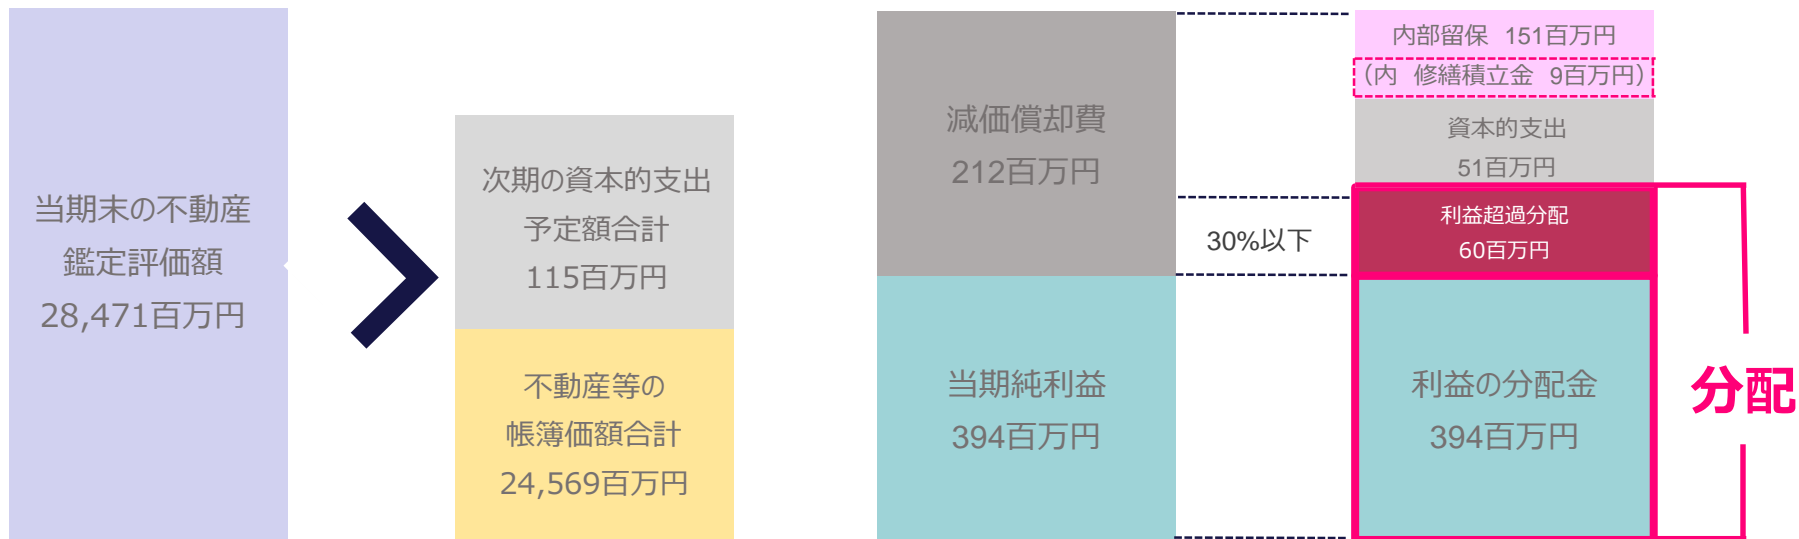 当期末の不動産
鑑定評価額
28,471百万円
次期の資本的支出
予定額合計
115百万円
不動産等の
帳簿価額合計
24,569百万円
減価償却費
212百万円
当期純利益
394百万円
30%以下
内部留保 151百万円
（内 修繕積立金 9百万円）
資本的支出
51百万円
利益超過分配
60百万円
利益の分配金
394百万円
分配